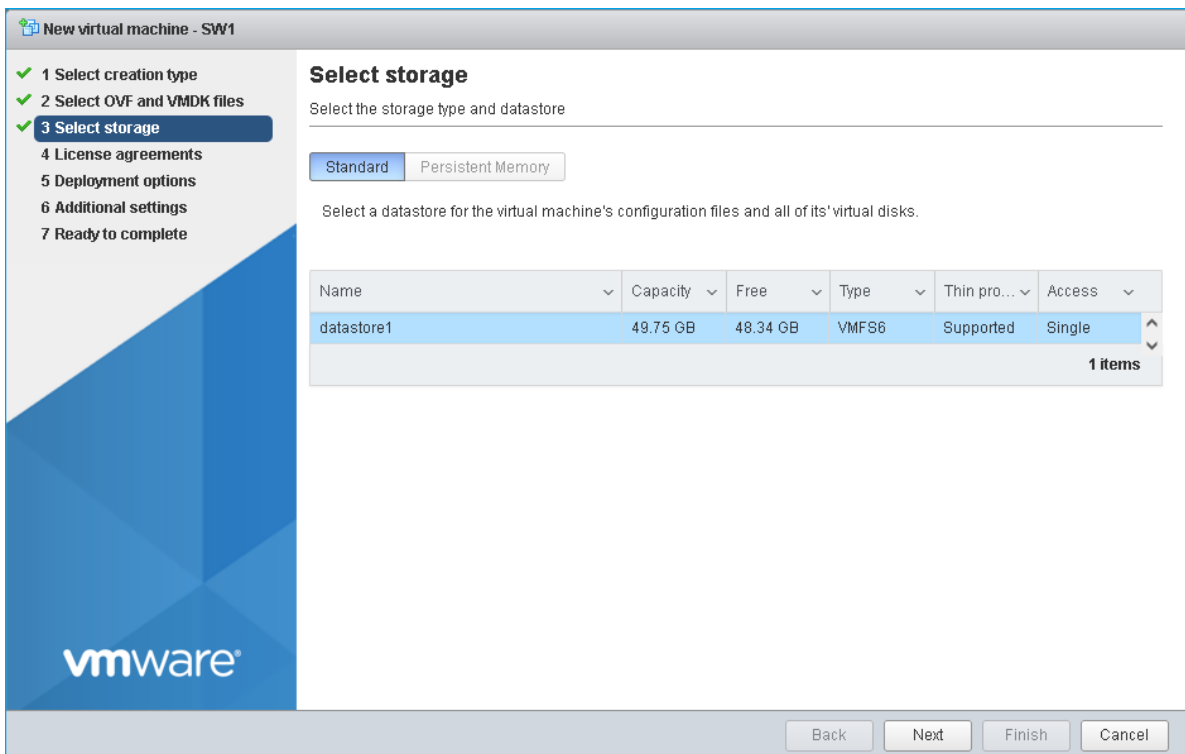 New virtual machine - SW1
1 Select creation type
2 Select OVF and VMDK files
3 Select storage
4 License agreements
5 Deployment options
6 Additional settings
7 Ready to complete
vmware®
Select storage
Select the storage type and datastore
Standard Persistent Memory
Select a datastore for the virtual machine's configuration files and all of its' virtual disks.
Name Capacity Free Type Thin pro... Access
datastore1 49.75 GB 48.34 GB VMFS6 Supported Single
1 items
Back Next Finish Cancel